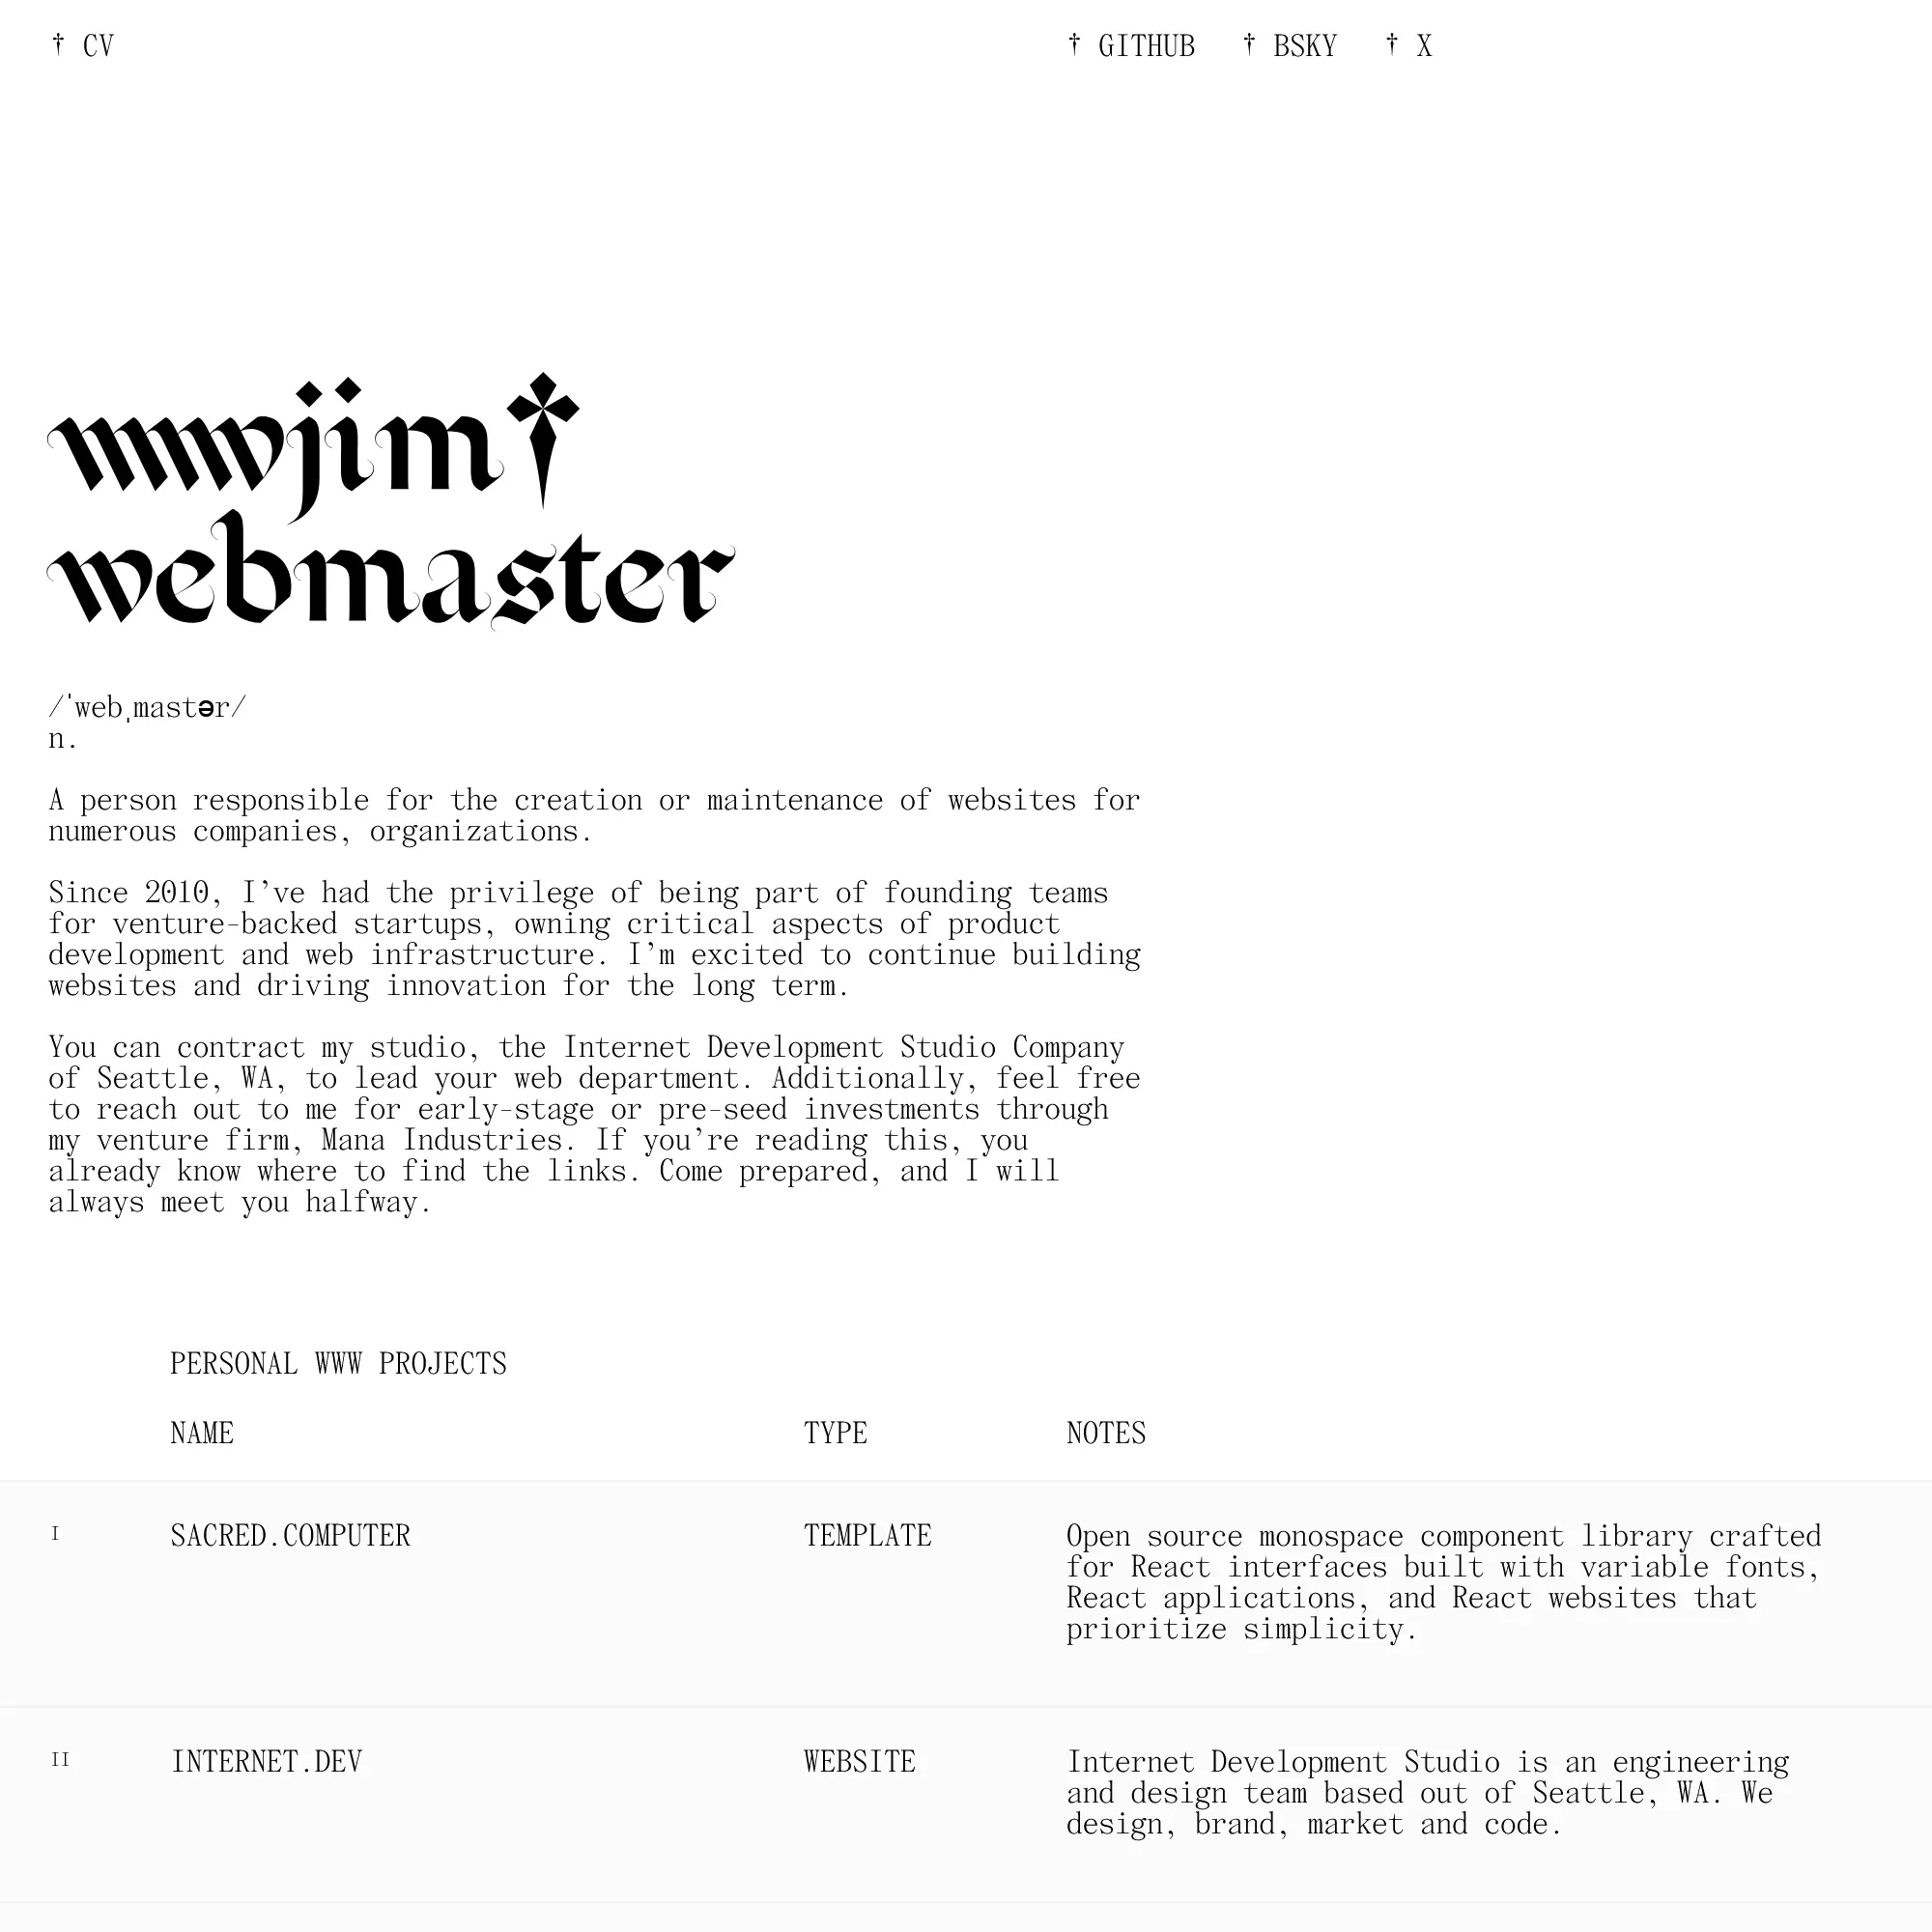 † CV † GITHUB † BSKY † X
mwjim†
webmaster
/ˈwebˌmastər/
n.
A person responsible for the creation or maintenance of websites for
numerous companies, organizations.
Since 2010, I’ve had the privilege of being part of founding teams
for venture-backed startups, owning critical aspects of product
development and web infrastructure. I’m excited to continue building
websites and driving innovation for the long term.
You can contract my studio, the Internet Development Studio Company
of Seattle, WA, to lead your web department. Additionally, feel free
to reach out to me for early-stage or pre-seed investments through
my venture firm, Mana Industries. If you’re reading this, you
already know where to find the links. Come prepared, and I will
always meet you halfway.
PERSONAL WWW PROJECTS
NAME TYPE NOTES
I SACRED.COMPUTER TEMPLATE Open source monospace component library crafted
for React interfaces built with variable fonts,
React applications, and React websites that
prioritize simplicity.
II INTERNET.DEV WEBSITE Internet Development Studio is an engineering
and design team based out of Seattle, WA. We
design, brand, market and code.